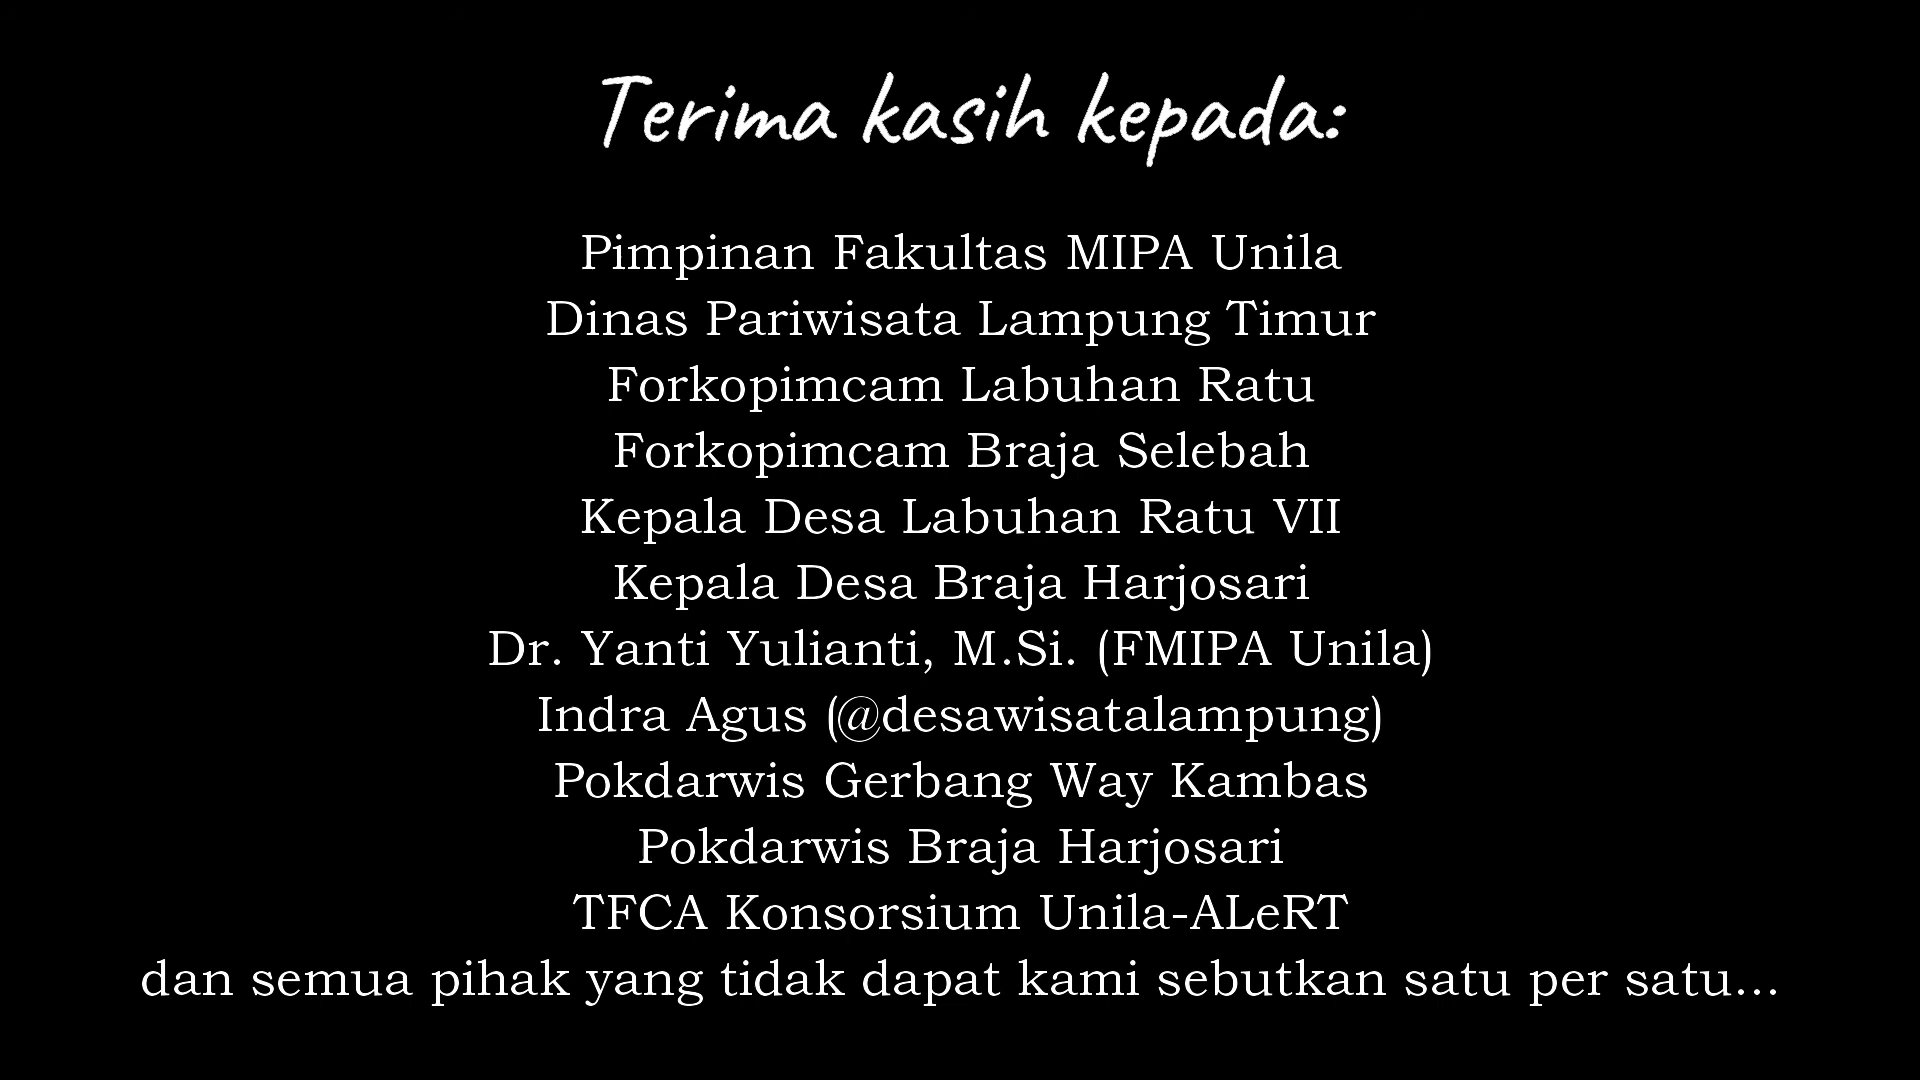 Terima kasih kepada:
Pimpinan Fakultas MIPA Unila
Dinas Pariwisata Lampung Timur
Forkopimcam Labuhan Ratu
Forkopimcam Braja Selebah
Kepala Desa Labuhan Ratu VII
Kepala Desa Braja Harjosari
Dr. Yanti Yulianti, M.Si. (FMIPA Unila)
Indra Agus (@desawisatalampung)
Pokdarwis Gerbang Way Kambas
Pokdarwis Braja Harjosari
TFCA Konsorsium Unila-ALeRT
dan semua pihak yang tidak dapat kami sebutkan satu per satu...